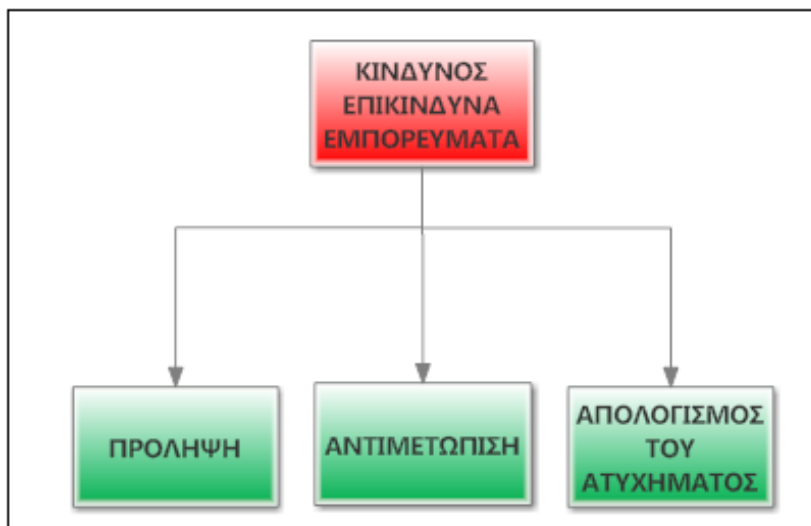 ΚΙΝΔΥΝΟΣ
ΕΠΙΚΙΝΔΥΝΑ
ΕΜΠΟΡΕΥΜΑΤΑ
ΠΡΟΛΗΨΗ
ΑΝΤΙΜΕΤΩΠΙΣΗ
ΑΠΟΛΟΓΙΣΜΟΣ
ΤΟΥ
ΑΤΥΧΗΜΑΤΟΣ